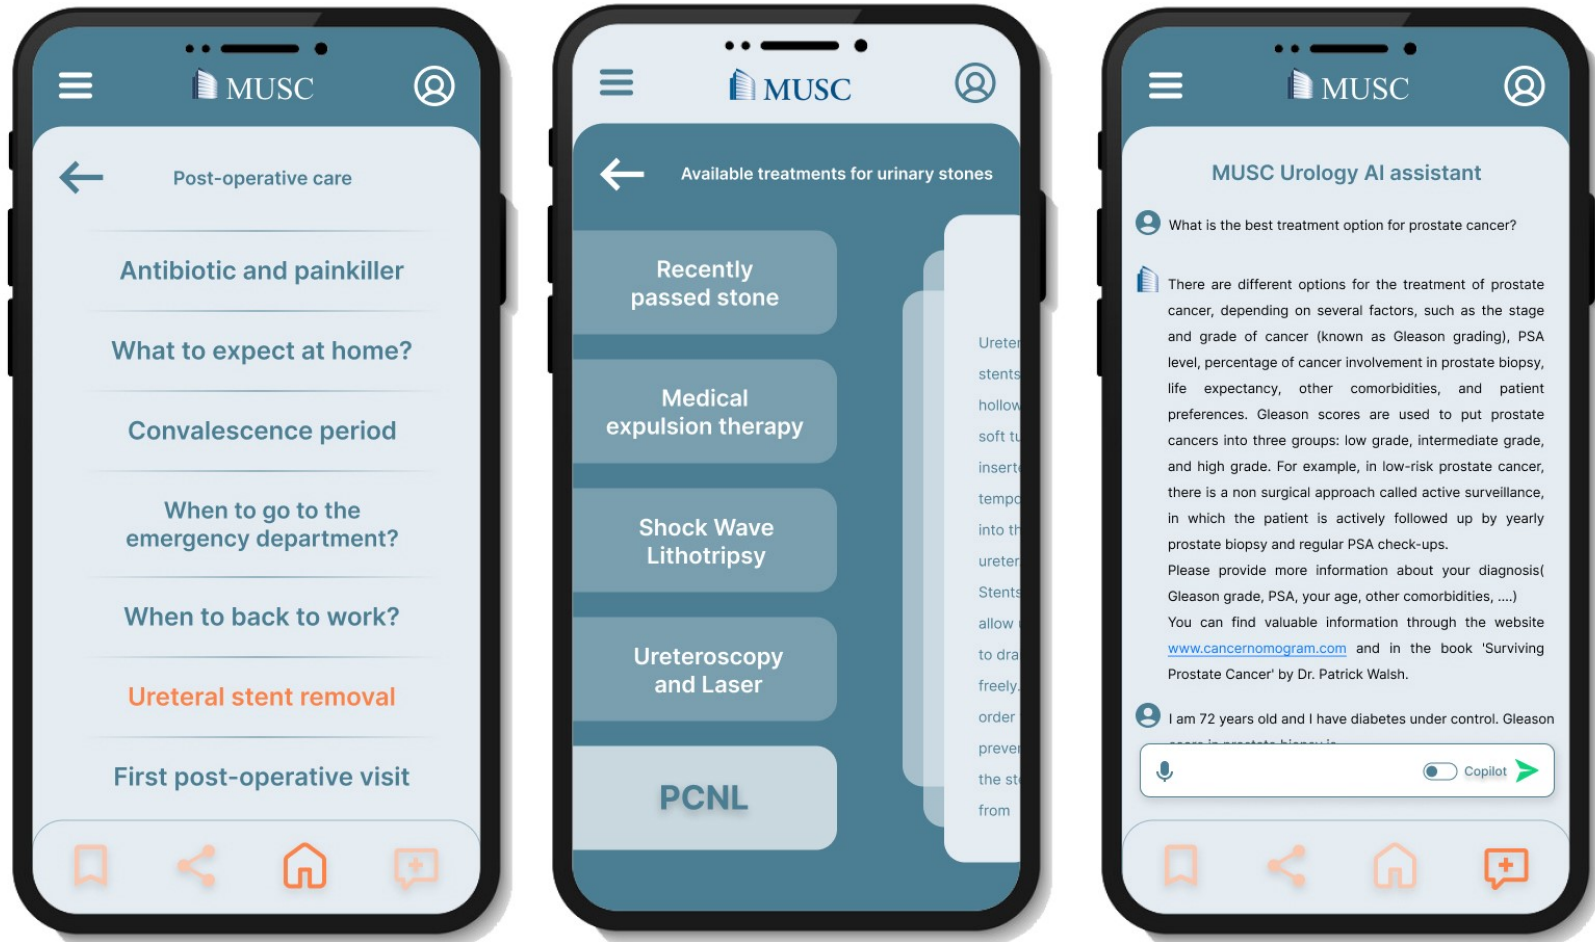 MUSC
Post-operative care
Antibiotic and painkiller
What to expect at home?
Convalescence period
When to go to the
emergency department?
When to back to work?
Ureteral stent removal
First post-operative visit
MUSC
Available treatments for urinary stones
Recently
passed stone
Medical
expulsion therapy
Shock Wave
Lithotripsy
Ureteroscopy
and Laser
PCNL
Ureter
stents
hollow
soft tu
inserte
tempo
into th
ureter
Stents
allow
to dra
freely.
order
preve
the st
from
MUSC
MUSC Urology AI assistant
What is the best treatment option for prostate cancer?
There are different options for the treatment of prostate
cancer, depending on several factors, such as the stage
and grade of cancer (known as Gleason grading), PSA
level, percentage of cancer involvement in prostate biopsy,
life expectancy, other comorbidities, and patient
preferences. Gleason scores are used to put prostate
cancers into three groups: low grade, intermediate grade,
and high grade. For example, in low-risk prostate cancer,
there is a non surgical approach called active surveillance,
in which the patient is actively followed up by yearly
prostate biopsy and regular PSA check-ups.
Please provide more information about your diagnosis(
Gleason grade, PSA, your age, other comorbidities, ....)
You can find valuable information through the website
www.cancernomogram.com and in the book 'Surviving
Prostate Cancer' by Dr. Patrick Walsh.
I am 72 years old and I have diabetes under control. Gleason
Copilot